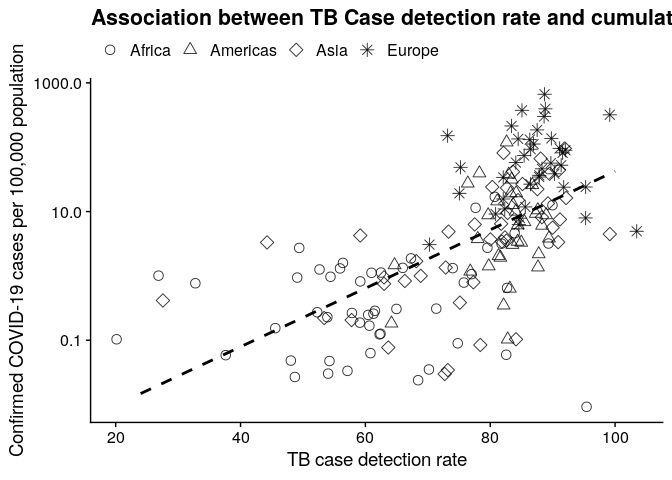 Association between TB Case detection rate and cumulat
Africa Americas Asia Europe
Confirmed COVID-19 cases per 100,000 population
1000.0
10.0
0.1
20 40 60 80 100
TB case detection rate